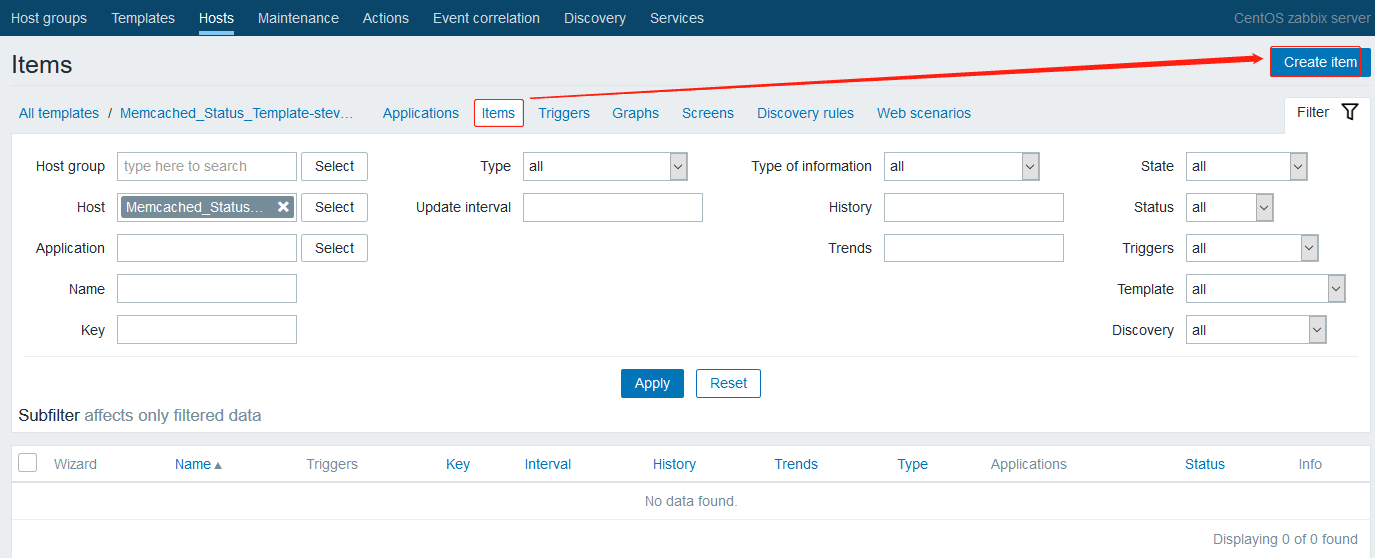 Host groups Templates Hosts Maintenance Actions Event correlation Discovery Services CentOS zabbix server
Items Create item
All templates / Memcached_Status_Template-stev... Applications Items Triggers Graphs Screens Discovery rules Web scenarios Filter
Host group type here to search Select Type all Type of information all State all
Host Memcached_Status... Select Update interval History Status all
Application Select Trends Triggers all
Name Template all
Key Discovery all
Apply Reset
Subfilter affects only filtered data
Wizard Name Triggers Key Interval History Trends Type Applications Status Info
No data found.
Displaying 0 of 0 found